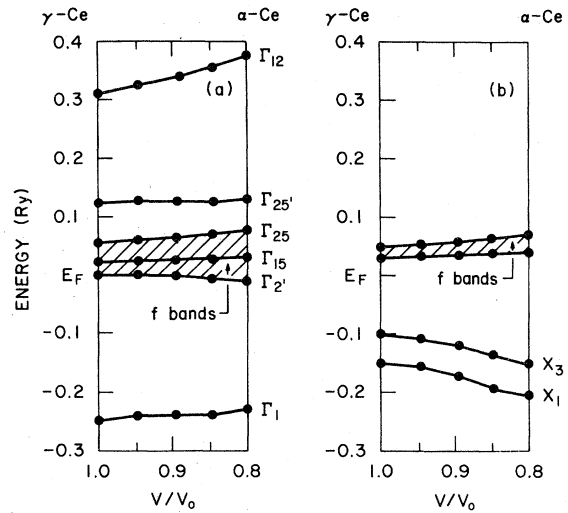 γ-Ce
α-Ce
γ-Ce
α-Ce
0.4
0.3
0.2
0.1
E_F
-0.1
-0.2
-0.3
ENERGY (Ry)
(a)
Γ12
Γ25'
Γ25
Γ15
Γ2'
f bands
Γ1
1.0
0.9
0.8
V/V₀
0.4
0.3
0.2
0.1
E_F
-0.1
-0.2
-0.3
(b)
f bands
X3
X1
1.0
0.9
0.8
V/V₀